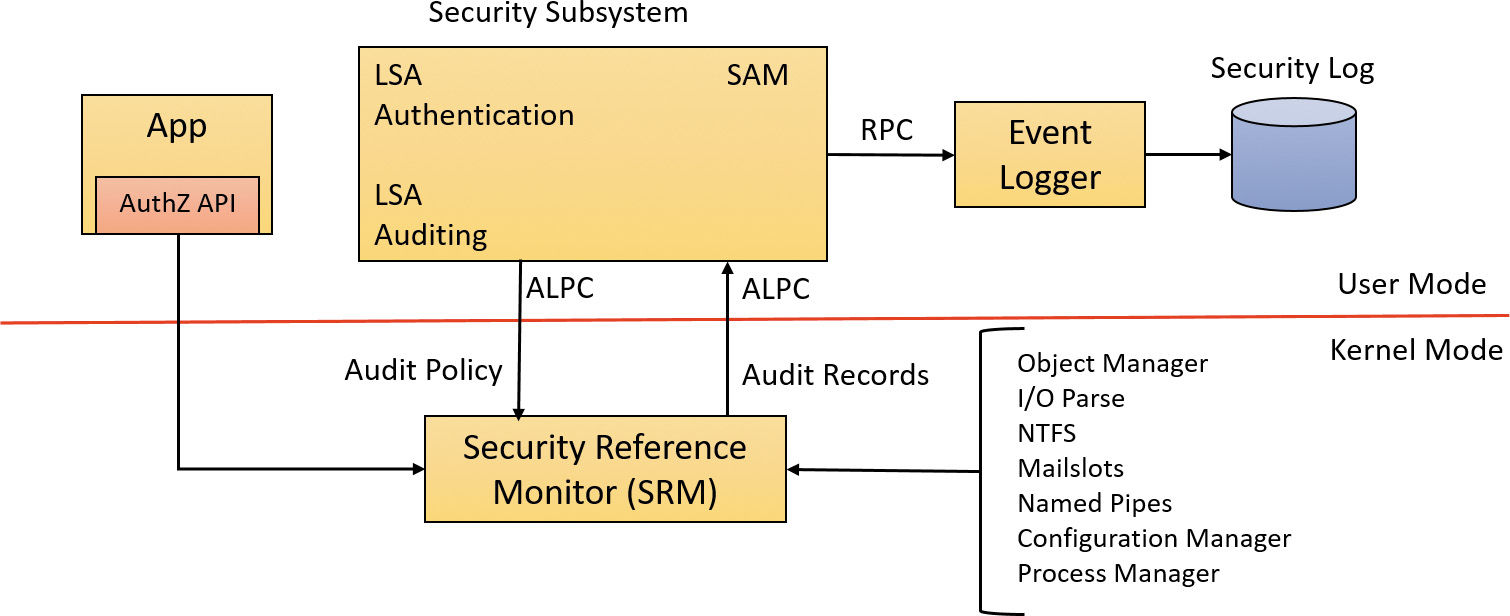 Security Subsystem
LSA
Authentication
SAM
LSA
Auditing
App
AuthZ API
RPC
Event
Logger
Security Log
ALPC
ALPC
User Mode
Kernel Mode
Audit Policy
Audit Records
Security Reference
Monitor (SRM)
Object Manager
I/O Parse
NTFS
Mailslots
Named Pipes
Configuration Manager
Process Manager